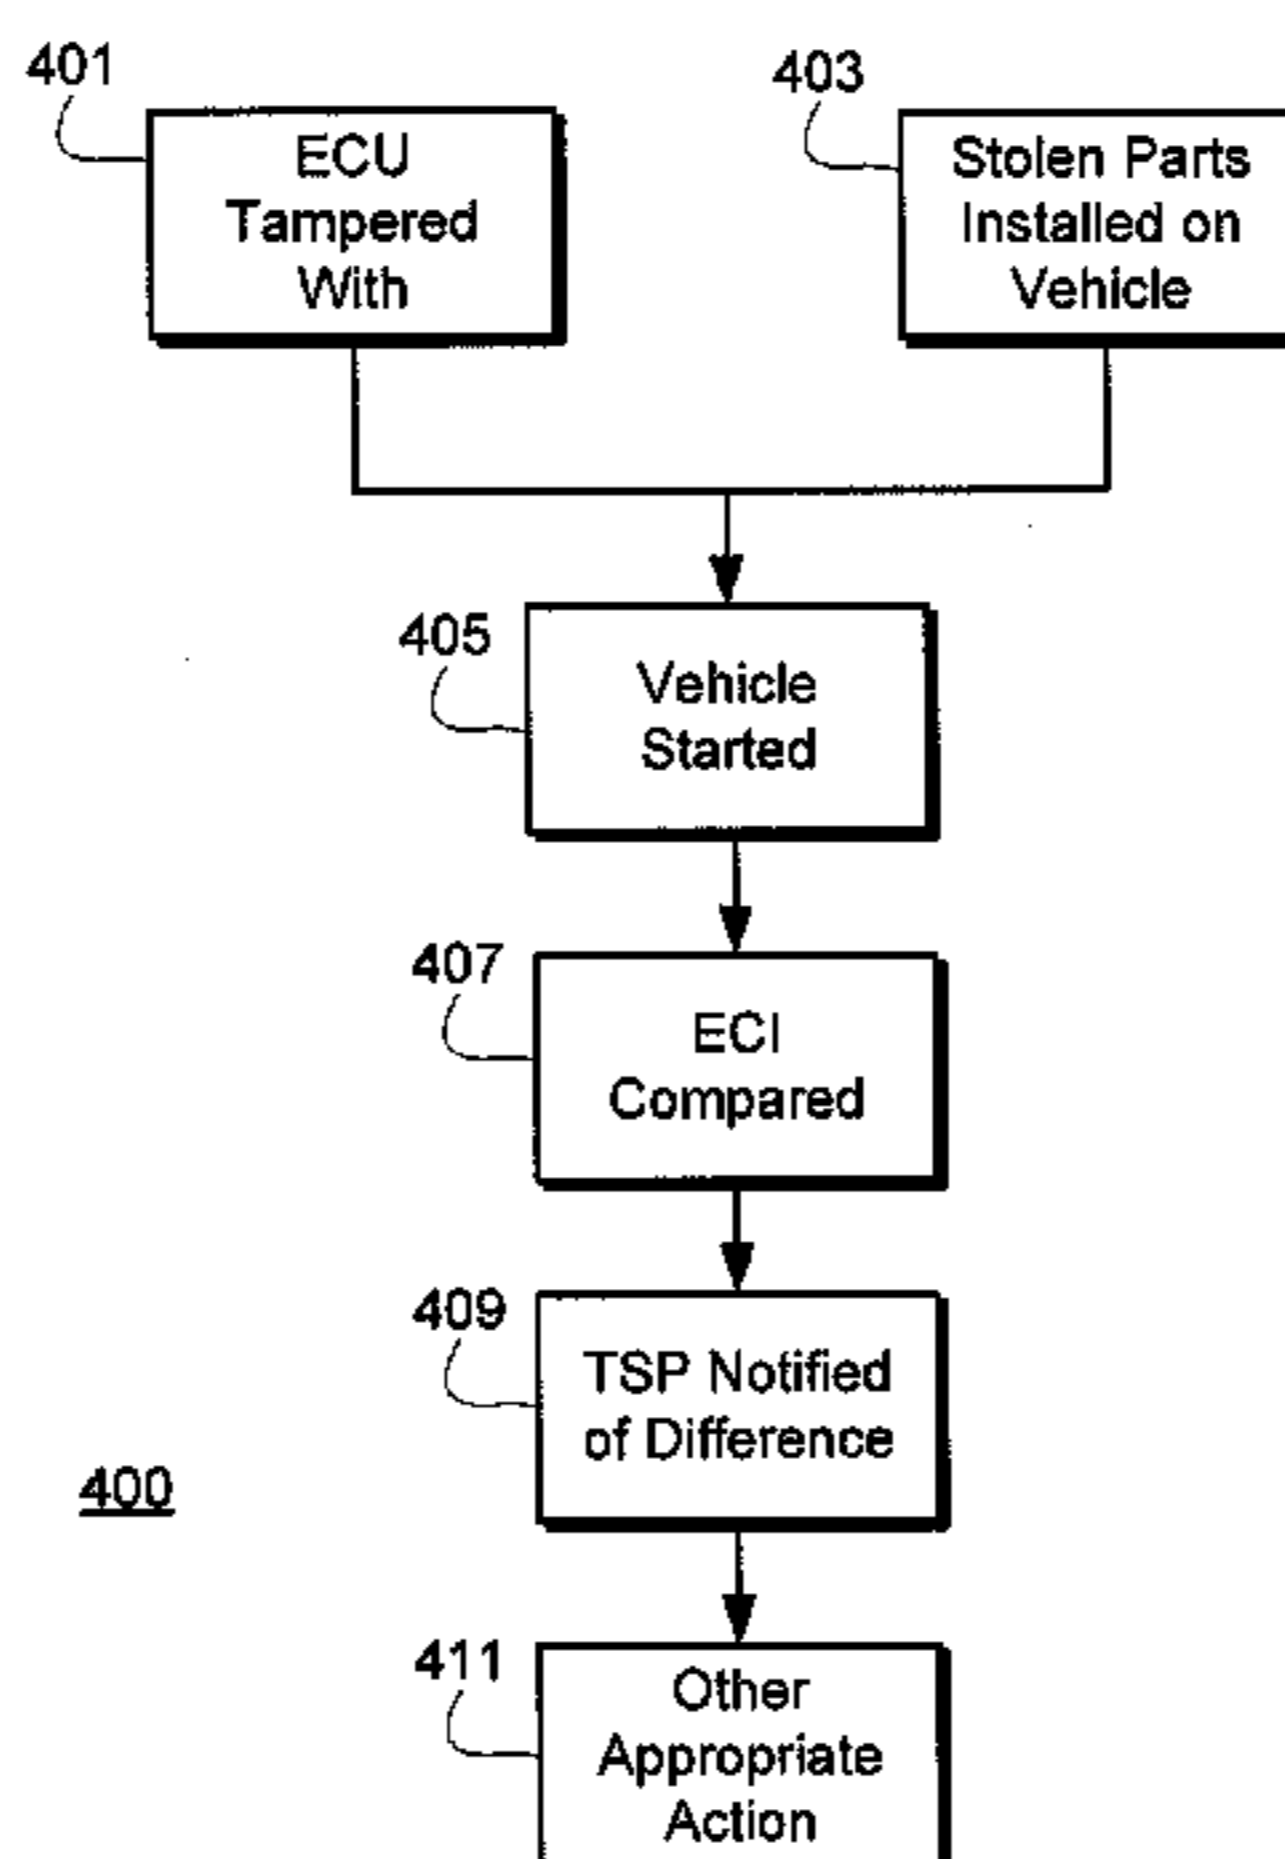 401
ECU
Tampered
With
403
Stolen Parts
Installed on
Vehicle
405
Vehicle
Started
407
ECI
Compared
409
TSP Notified
of Difference
400
411
Other
Appropriate
Action